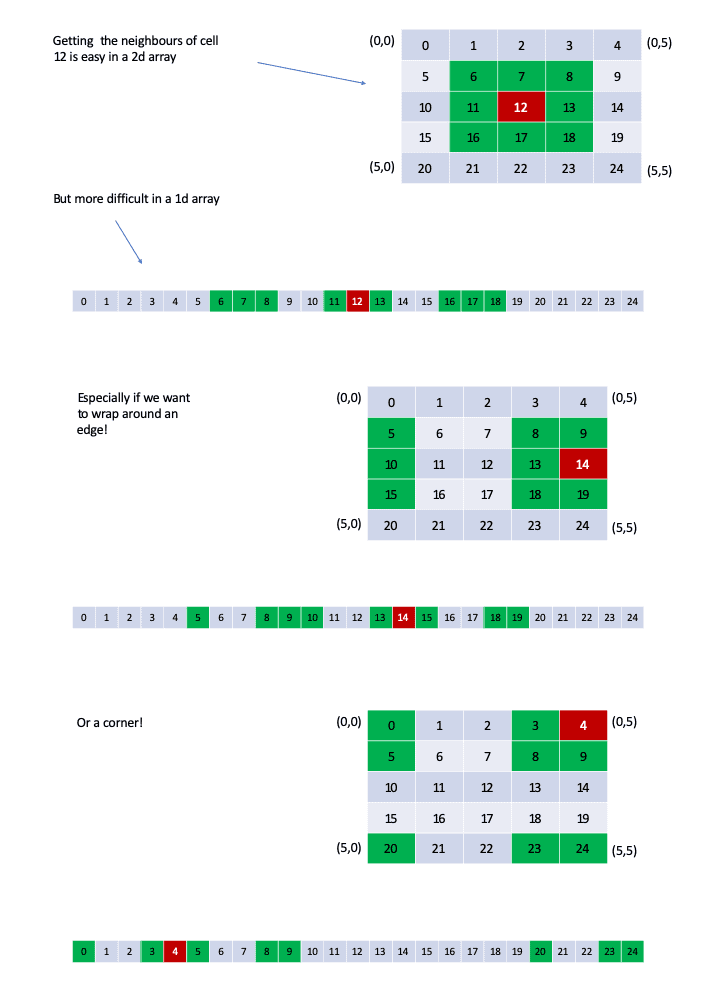 Getting the neighbours of cell
12 is easy in a 2d array
(0,0) 0 1 2 3 4 (0,5)
5 6 7 8 9
10 11 12 13 14
15 16 17 18 19
(5,0) 20 21 22 23 24 (5,5)
But more difficult in a 1d array
0 1 2 3 4 5 6 7 8 9 10 11 12 13 14 15 16 17 18 19 20 21 22 23 24
Especially if we want
to wrap around an
edge!
(0,0) 0 1 2 3 4 (0,5)
5 6 7 8 9
10 11 12 13 14
15 16 17 18 19
(5,0) 20 21 22 23 24 (5,5)
0 1 2 3 4 5 6 7 8 9 10 11 12 13 14 15 16 17 18 19 20 21 22 23 24
Or a corner!
(0,0) 0 1 2 3 4 (0,5)
5 6 7 8 9
10 11 12 13 14
15 16 17 18 19
(5,0) 20 21 22 23 24 (5,5)
0 1 2 3 4 5 6 7 8 9 10 11 12 13 14 15 16 17 18 19 20 21 22 23 24